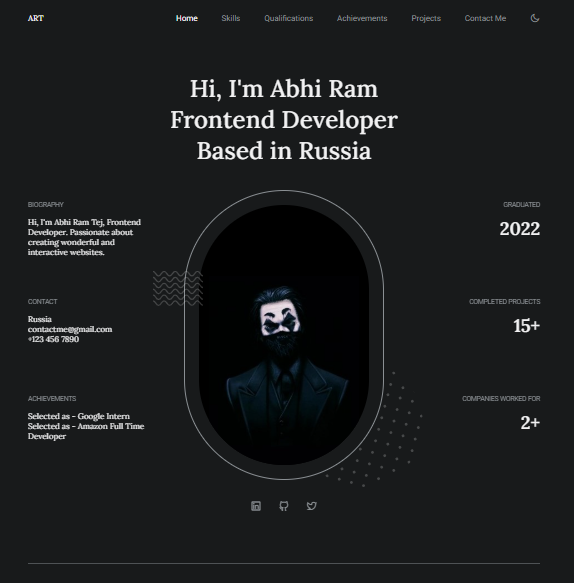 ART
Home Skills Qualifications Achievements Projects Contact Me
Hi, I'm Abhi Ram
Frontend Developer
Based in Russia
BIOGRAPHY
Hi, I'm Abhi Ram Tej, Frontend
Developer. Passionate about
creating wonderful and
interactive websites.
CONTACT
Russia
contactme@gmail.com
+123 456 7890
ACHIEVEMENTS
Selected as - Google Intern
Selected as - Amazon Full Time
Developer
GRADUATED
2022
COMPLETED PROJECTS
15+
COMPANIES WORKED FOR
2+